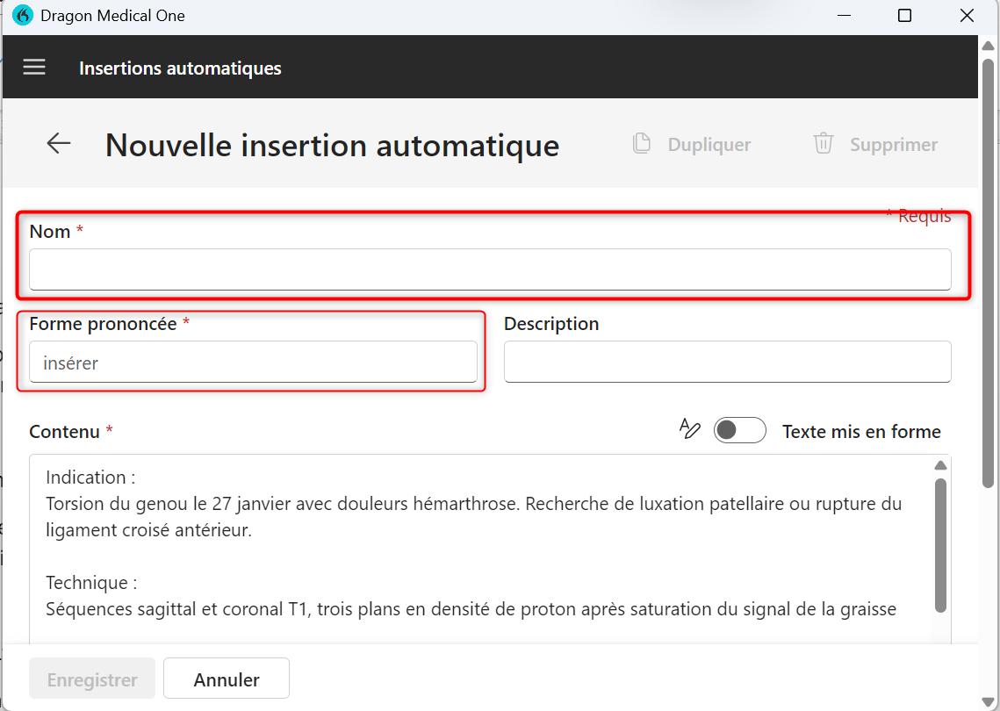 Dragon Medical One
Insertions automatiques
Nouvelle insertion automatique
Dupliquer
Supprimer
* Requis
Nom *
Forme prononcée *
Description
insérer
Contenu *
Texte mis en forme
Indication :
Torsion du genou le 27 janvier avec douleurs hémarthrose. Recherche de luxation patellaire ou rupture du
ligament croisé antérieur.
Technique :
Séquences sagittal et coronal T1, trois plans en densité de proton après saturation du signal de la graisse
Enregistrer
Annuler